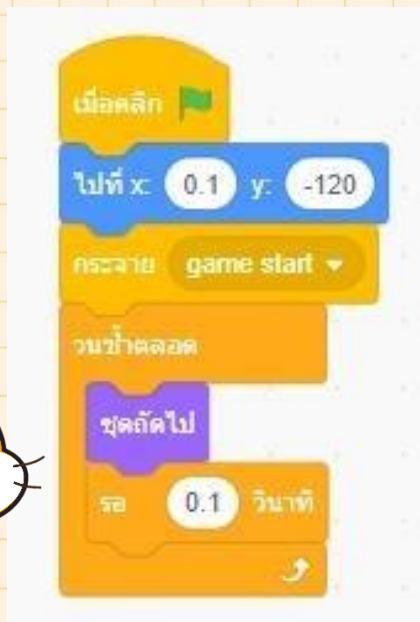 เมื่อคลิก
ไปที่ x: 0.1 y: -120
กระจาย game start
วนซ้ำตลอด
ชุดถัดไป
รอ 0.1 วินาที